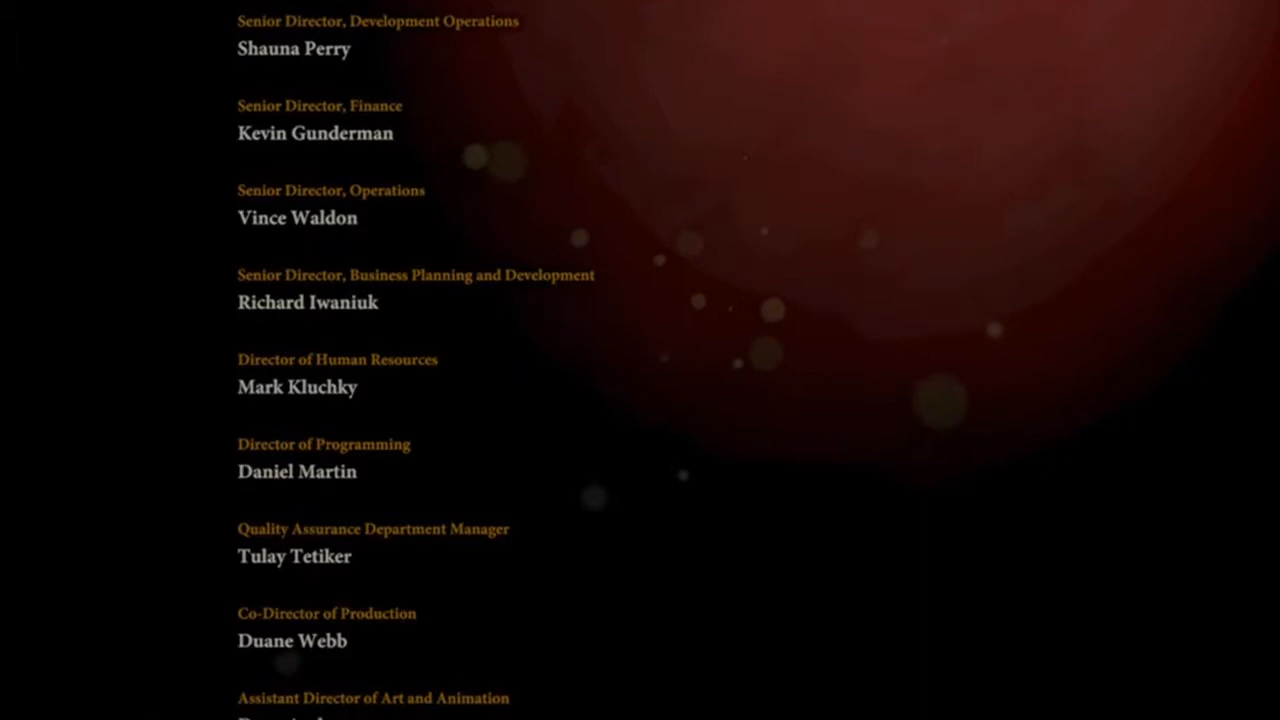 Senior Director, Development Operations
Shauna Perry
Senior Director, Finance
Kevin Gunderman
Senior Director, Operations
Vince Waldon
Senior Director, Business Planning and Development
Richard Iwaniuk
Director of Human Resources
Mark Kluchky
Director of Programming
Daniel Martin
Quality Assurance Department Manager
Tulay Tetiker
Co-Director of Production
Duane Webb
Assistant Director of Art and Animation